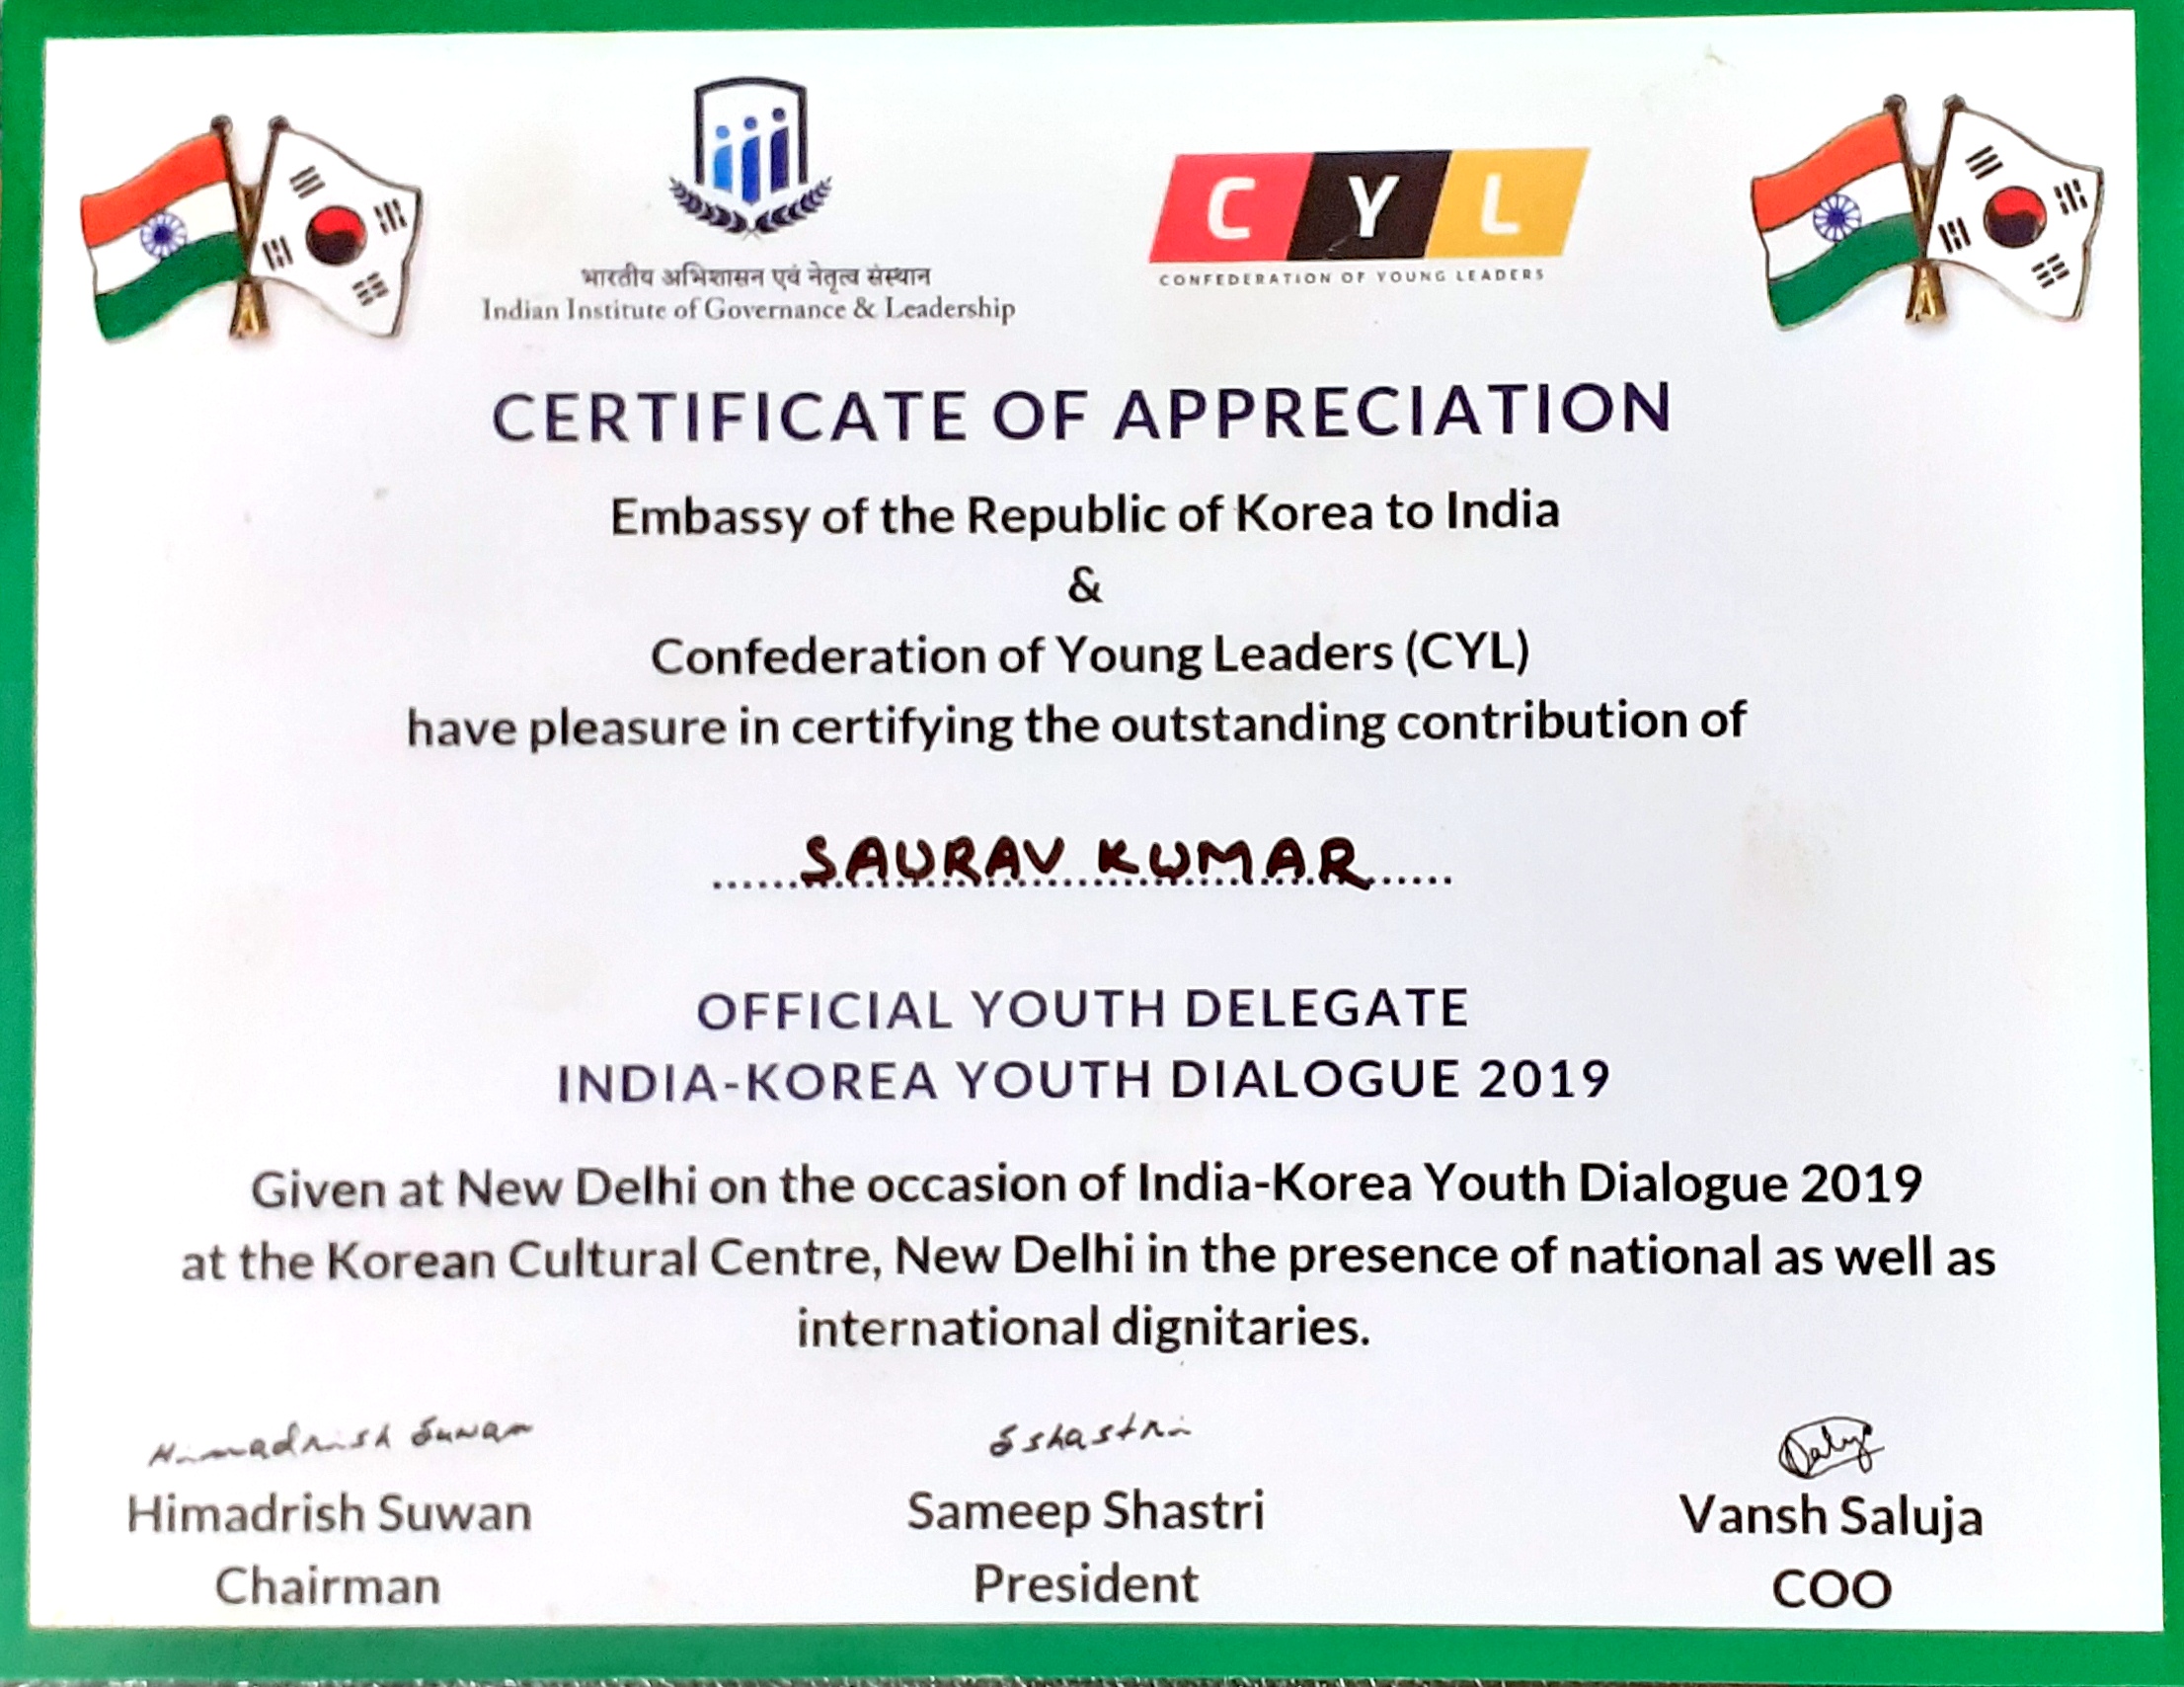 भारतीय अभिशासन एवं नेतृत्व संस्थान
Indian Institute of Governance & Leadership
C Y L
CONFEDERATION OF YOUNG LEADERS
CERTIFICATE OF APPRECIATION
Embassy of the Republic of Korea to India
&
Confederation of Young Leaders (CYL)
have pleasure in certifying the outstanding contribution of
SAURAV KUMAR
OFFICIAL YOUTH DELEGATE
INDIA-KOREA YOUTH DIALOGUE 2019
Given at New Delhi on the occasion of India-Korea Youth Dialogue 2019
at the Korean Cultural Centre, New Delhi in the presence of national as well as
international dignitaries.
Himadrish Suwan
Sshastri
Himadrish Suwan
Sameep Shastri
Vansh Saluja
Chairman
President
COO